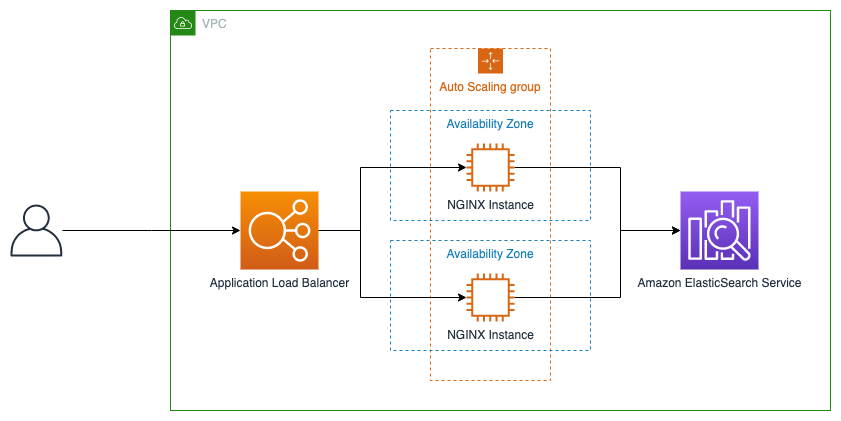 VPC
Auto Scaling group
Availability Zone
NGINX Instance
Application Load Balancer
Amazon ElasticSearch Service
Availability Zone
NGINX Instance